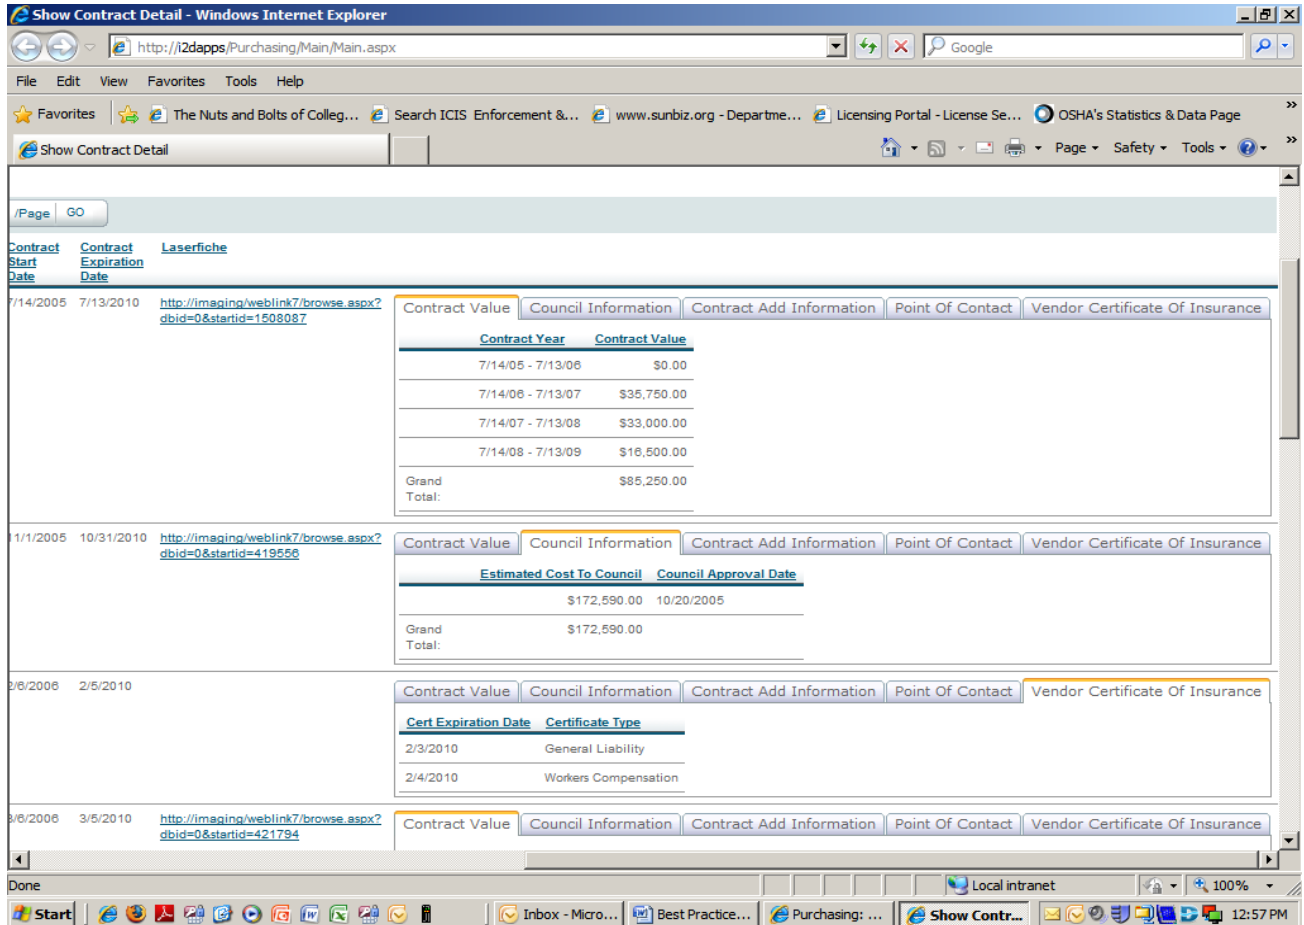 Show Contract Detail - Windows Internet Explorer
http://i2dapps/Purchasing/Main/Main.aspx
Google
File Edit View Favorites Tools Help
Favorites The Nuts and Bolts of Colleg... Search ICIS Enforcement &... www.sunbiz.org - Departme... Licensing Portal - License Se... OSHA's Statistics & Data Page »
Show Contract Detail Page Safety Tools »
/Page GO
Contract Start Date Contract Expiration Date Laserfiche
7/14/2005 7/13/2010 http://imaging/weblink7/browse.aspx?
dbid=0&startid=1508087
Contract Value Council Information Contract Add Information Point Of Contact Vendor Certificate Of Insurance
Contract Year Contract Value
7/14/05 - 7/13/06 $0.00
7/14/06 - 7/13/07 $35,750.00
7/14/07 - 7/13/08 $33,000.00
7/14/08 - 7/13/09 $16,500.00
Grand Total: $85,250.00
11/1/2005 10/31/2010 http://imaging/weblink7/browse.aspx?
dbid=0&startid=419556
Contract Value Council Information Contract Add Information Point Of Contact Vendor Certificate Of Insurance
Estimated Cost To Council Council Approval Date
$172,590.00 10/20/2005
Grand Total: $172,590.00
2/6/2006 2/5/2010
Contract Value Council Information Contract Add Information Point Of Contact Vendor Certificate Of Insurance
Cert Expiration Date Certificate Type
2/3/2010 General Liability
2/4/2010 Workers Compensation
3/6/2006 3/5/2010 http://imaging/weblink7/browse.aspx?
dbid=0&startid=421794
Contract Value Council Information Contract Add Information Point Of Contact Vendor Certificate Of Insurance
Done Local intranet 100%
Start Inbox - Micro... Best Practice... Purchasing: ... Show Contr... 12:57 PM